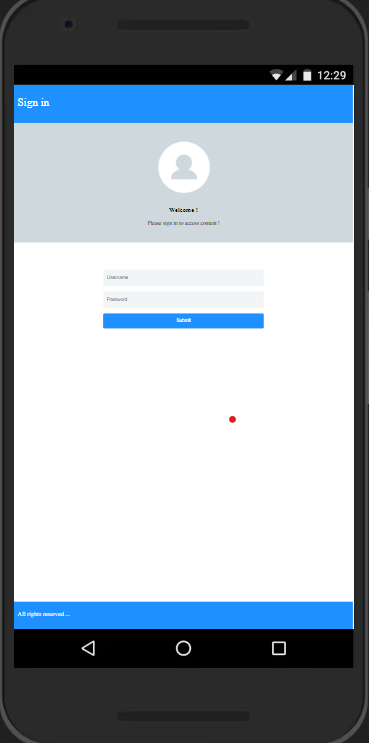 12:29
Sign in
Welcome !
Please sign in to access content !
Username
Password
Submit
All rights reserved ...